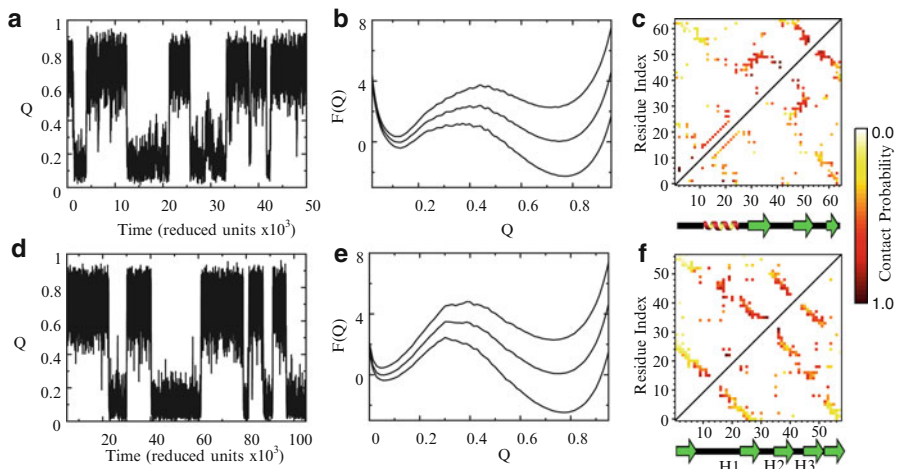 a
1
0.8
0.6
Q
0.4
0.2
0
0 10 20 30 40 50
Time (reduced units x10³)
b
8
4
F(Q)
0
0.2 0.4 0.6 0.8
Q
c
60
50
40
30
20
10
0
Residue Index
10 20 30 40 50 60
0.0
Contact Probability
1.0
d
1
0.8
0.6
Q
0.4
0.2
0
20 40 60 80 100
Time (reduced units x10³)
e
8
4
F(Q)
0
0 0.2 0.4 0.6 0.8
Q
f
50
40
30
20
10
0
Residue Index
10 20 30 40 50
H1 H2 H3